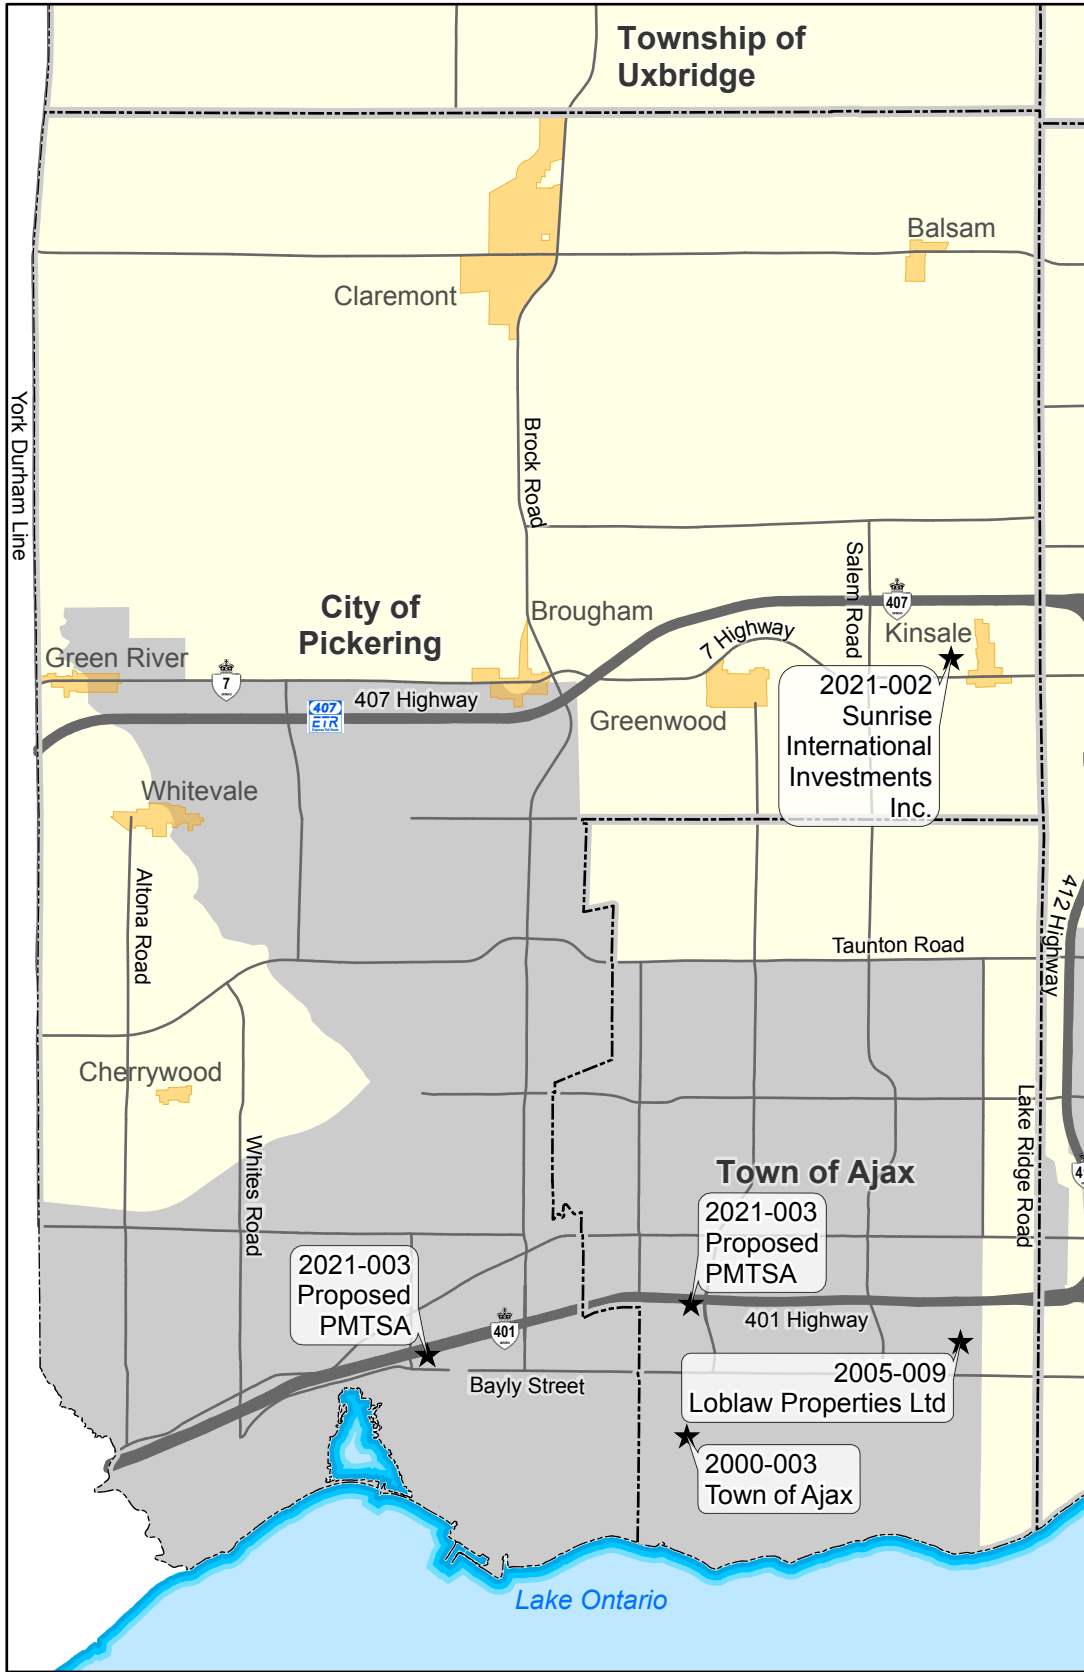 Township of
Uxbridge
Balsam
Claremont
York Durham Line
Brock Road
Salem Road
407
City of
Pickering
Brougham
7 Highway
Kinsale
Green River
7
407 Highway
407
ETR
Greenwood
2021-002
Sunrise
International
Investments
Inc.
Whitevale
Altona Road
412 Highway
Taunton Road
Cherrywood
Lake Ridge Road
Whites Road
Town of Ajax
41
2021-003
Proposed
PMTSA
2021-003
Proposed
PMTSA
401
401 Highway
2005-009
Loblaw Properties Ltd
Bayly Street
2000-003
Town of Ajax
Lake Ontario